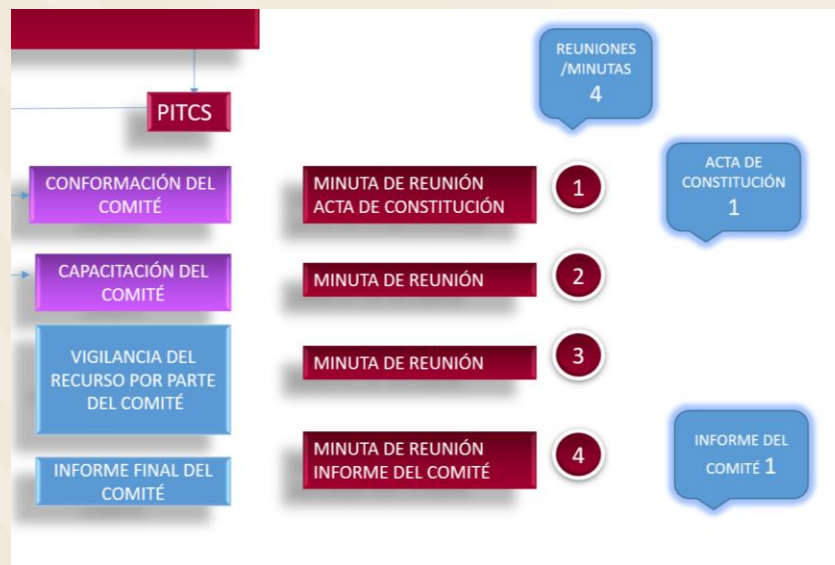 REUNIONES
/MINUTAS
4
PITCS
CONFORMACIÓN DEL
COMITÉ
MINUTA DE REUNIÓN
ACTA DE CONSTITUCIÓN
1
ACTA DE
CONSTITUCIÓN
1
CAPACITACIÓN DEL
COMITÉ
MINUTA DE REUNIÓN
2
VIGILANCIA DEL
RECURSO POR PARTE
DEL COMITÉ
MINUTA DE REUNIÓN
3
INFORME FINAL DEL
COMITÉ
MINUTA DE REUNIÓN
INFORME DEL COMITÉ
4
INFORME DEL
COMITÉ 1